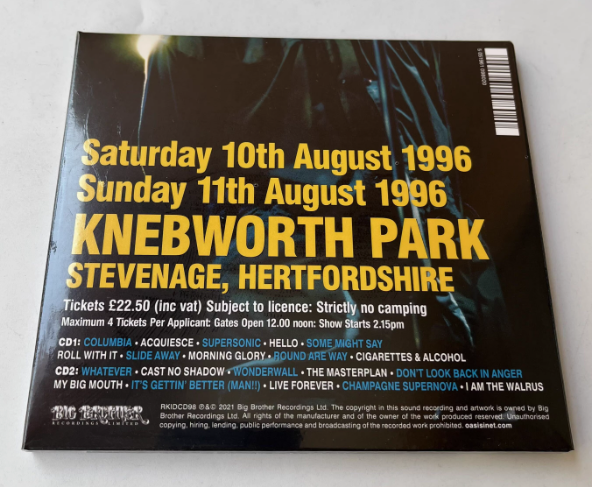 Saturday 10th August 1996
Sunday 11th August 1996
KNEBWORTH PARK
STEVENAGE, HERTFORDSHIRE
Tickets £22.50 (inc vat) Subject to licence: Strictly no camping
Maximum 4 Tickets Per Applicant: Gates Open 12.00 noon: Show Starts 2.15pm
CD1: COLUMBIA • ACQUIESCE • SUPERSONIC • HELLO • SOME MIGHT SAY
ROLL WITH IT • SLIDE AWAY • MORNING GLORY • ROUND ARE WAY • CIGARETTES & ALCOHOL
CD2: WHATEVER • CAST NO SHADOW • WONDERWALL • THE MASTERPLAN • DON'T LOOK BACK IN ANGER
MY BIG MOUTH • IT'S GETTIN' BETTER (MAN!!) • LIVE FOREVER • CHAMPAGNE SUPERNOVA • I AM THE WALRUS
BIG BROTHER
RECORDINGS LIMITED
RKIDCD98 ℗&© 2021 Big Brother Recordings Ltd. The copyright in this sound recording and artwork is owned by Big
Brother Recordings Ltd. All rights of the manufacturer and of the owner of the work produced reserved. Unauthorised
copying, hiring, lending, public performance and broadcasting of the recorded work prohibited. oasisinet.com